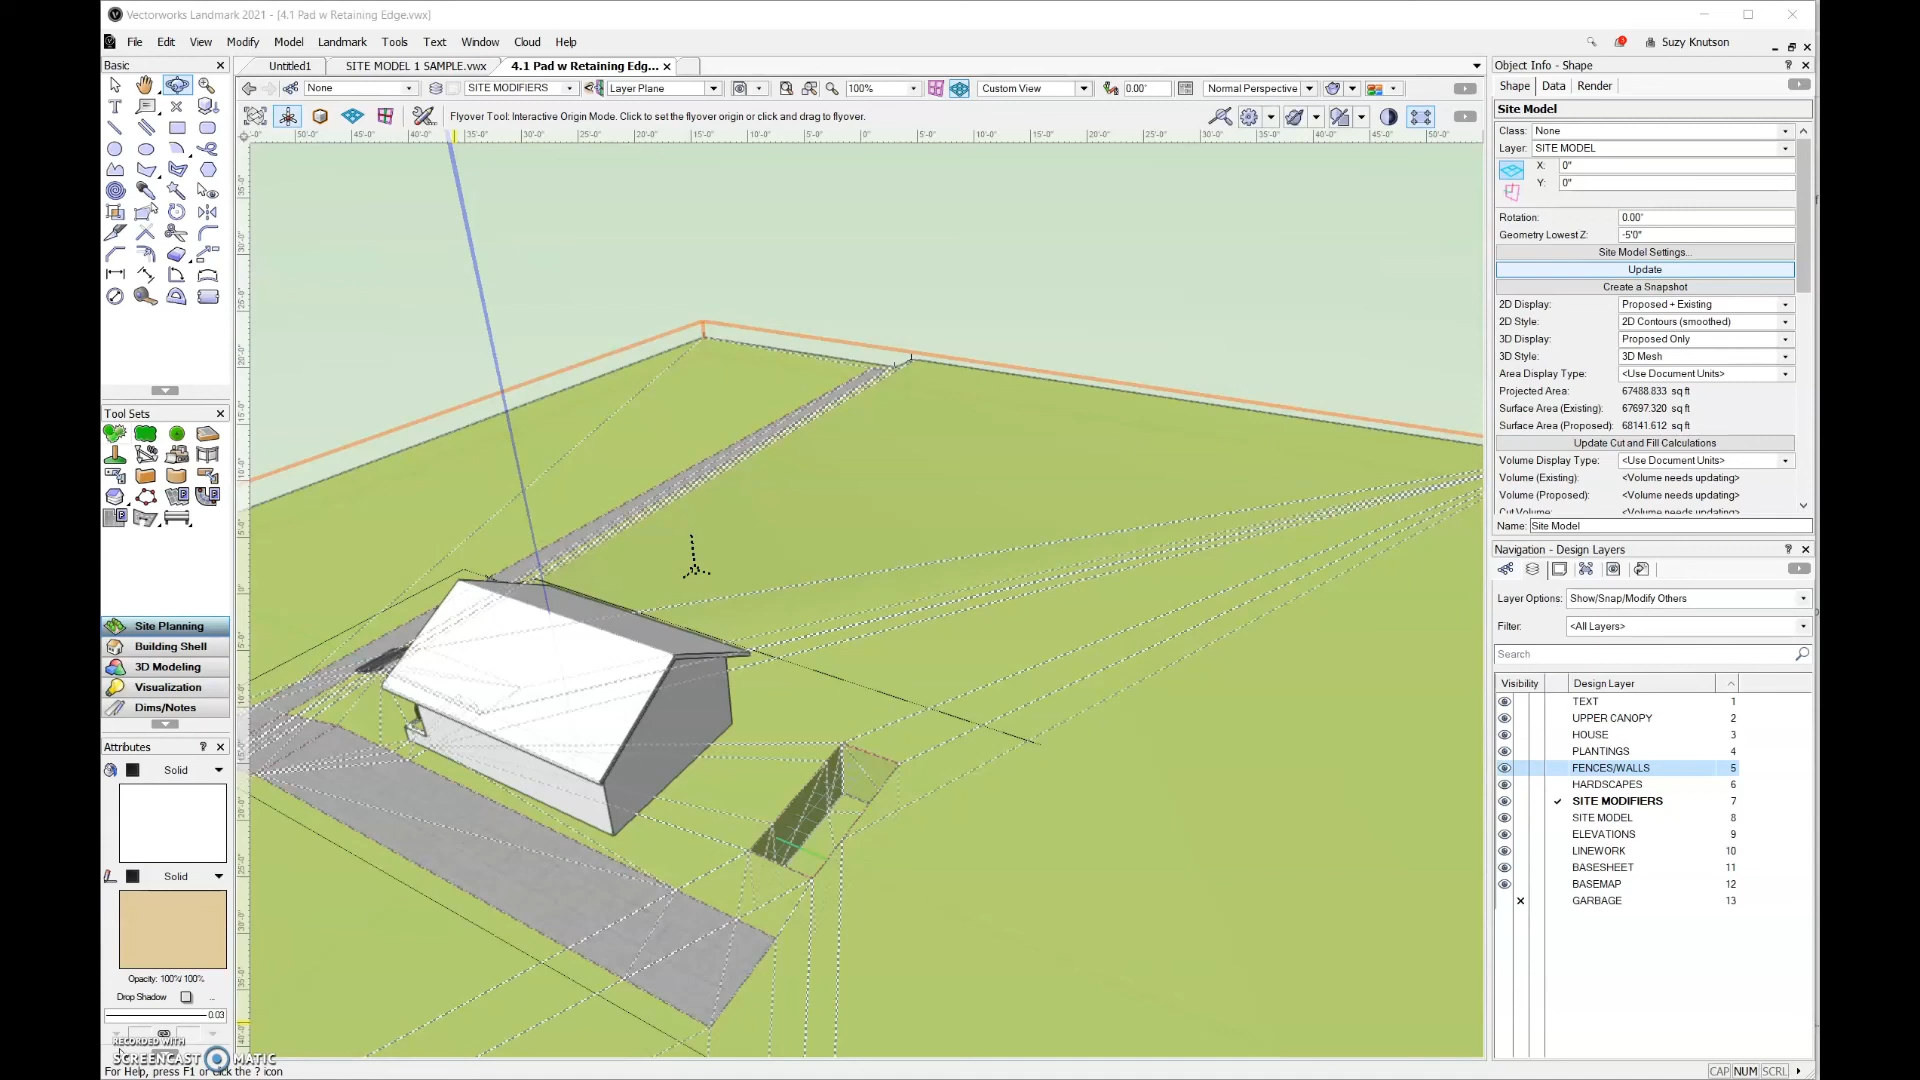 Vectorworks Landmark 2021 - [4.1 Pad w Retaining Edge.vwx]
File Edit View Modify Model Landmark Tools Text Window Cloud Help
Suzy Knutson
Basic
Untitled1
SITE MODEL 1 SAMPLE.vwx
4.1 Pad w Retaining Edg...
None
SITE MODIFIERS
Layer Plane
100%
Custom View
0.00°
Normal Perspective
Flyover Tool: Interactive Origin Mode. Click to set the flyover origin or click and drag to flyover.
Tool Sets
Site Planning
Building Shell
3D Modeling
Visualization
Dims/Notes
Attributes
Solid
Solid
Opacity: 100%/ 100%
Drop Shadow
...
0.03
RECORDED WITH
SCREENCAST MATIC
For Help, press F1 or click the ? icon
Object Info - Shape
Shape Data Render
Site Model
Class: None
Layer: SITE MODEL
X: 0"
Y: 0"
Rotation: 0.00°
Geometry Lowest Z: -5'0"
Site Model Settings...
Update
Create a Snapshot
2D Display: Proposed + Existing
2D Style: 2D Contours (smoothed)
3D Display: Proposed Only
3D Style: 3D Mesh
Area Display Type: <Use Document Units>
Projected Area: 67488.833 sq ft
Surface Area (Existing): 67697.320 sq ft
Surface Area (Proposed): 68141.612 sq ft
Update Cut and Fill Calculations
Volume Display Type: <Use Document Units>
Volume (Existing): <Volume needs updating>
Volume (Proposed): <Volume needs updating>
Cut Volume: <Volume needs updating>
Name: Site Model
Navigation - Design Layers
Layer Options: Show/Snap/Modify Others
Filter: <All Layers>
Search
Visibility Design Layer
TEXT 1
UPPER CANOPY 2
HOUSE 3
PLANTINGS 4
FENCES/WALLS 5
HARDSCAPES 6
SITE MODIFIERS 7
SITE MODEL 8
ELEVATIONS 9
LINEWORK 10
BASESHEET 11
BASEMAP 12
GARBAGE 13
CAP NUM SCRL